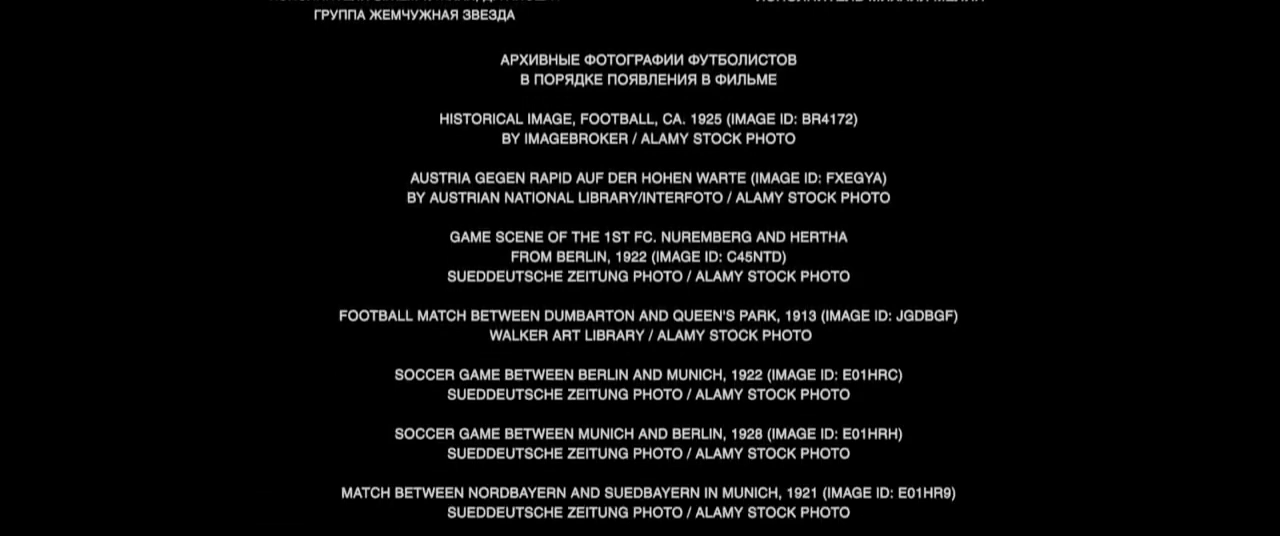 ГРУППА ЖЕМЧУЖНАЯ ЗВЕЗДА
АРХИВНЫЕ ФОТОГРАФИИ ФУТБОЛИСТОВ
В ПОРЯДКЕ ПОЯВЛЕНИЯ В ФИЛЬМЕ
HISTORICAL IMAGE, FOOTBALL, CA. 1925 (IMAGE ID: BR4172)
BY IMAGEBROKER / ALAMY STOCK PHOTO
AUSTRIA GEGEN RAPID AUF DER HOHEN WARTE (IMAGE ID: FXEGYA)
BY AUSTRIAN NATIONAL LIBRARY/INTERFOTO / ALAMY STOCK PHOTO
GAME SCENE OF THE 1ST FC. NUREMBERG AND HERTHA
FROM BERLIN, 1922 (IMAGE ID: C45NTD)
SUEDDEUTSCHE ZEITUNG PHOTO / ALAMY STOCK PHOTO
FOOTBALL MATCH BETWEEN DUMBARTON AND QUEEN'S PARK, 1913 (IMAGE ID: JGDBGF)
WALKER ART LIBRARY / ALAMY STOCK PHOTO
SOCCER GAME BETWEEN BERLIN AND MUNICH, 1922 (IMAGE ID: E01HRC)
SUEDDEUTSCHE ZEITUNG PHOTO / ALAMY STOCK PHOTO
SOCCER GAME BETWEEN MUNICH AND BERLIN, 1928 (IMAGE ID: E01HRH)
SUEDDEUTSCHE ZEITUNG PHOTO / ALAMY STOCK PHOTO
MATCH BETWEEN NORDBAYERN AND SUEDBAYERN IN MUNICH, 1921 (IMAGE ID: E01HR9)
SUEDDEUTSCHE ZEITUNG PHOTO / ALAMY STOCK PHOTO